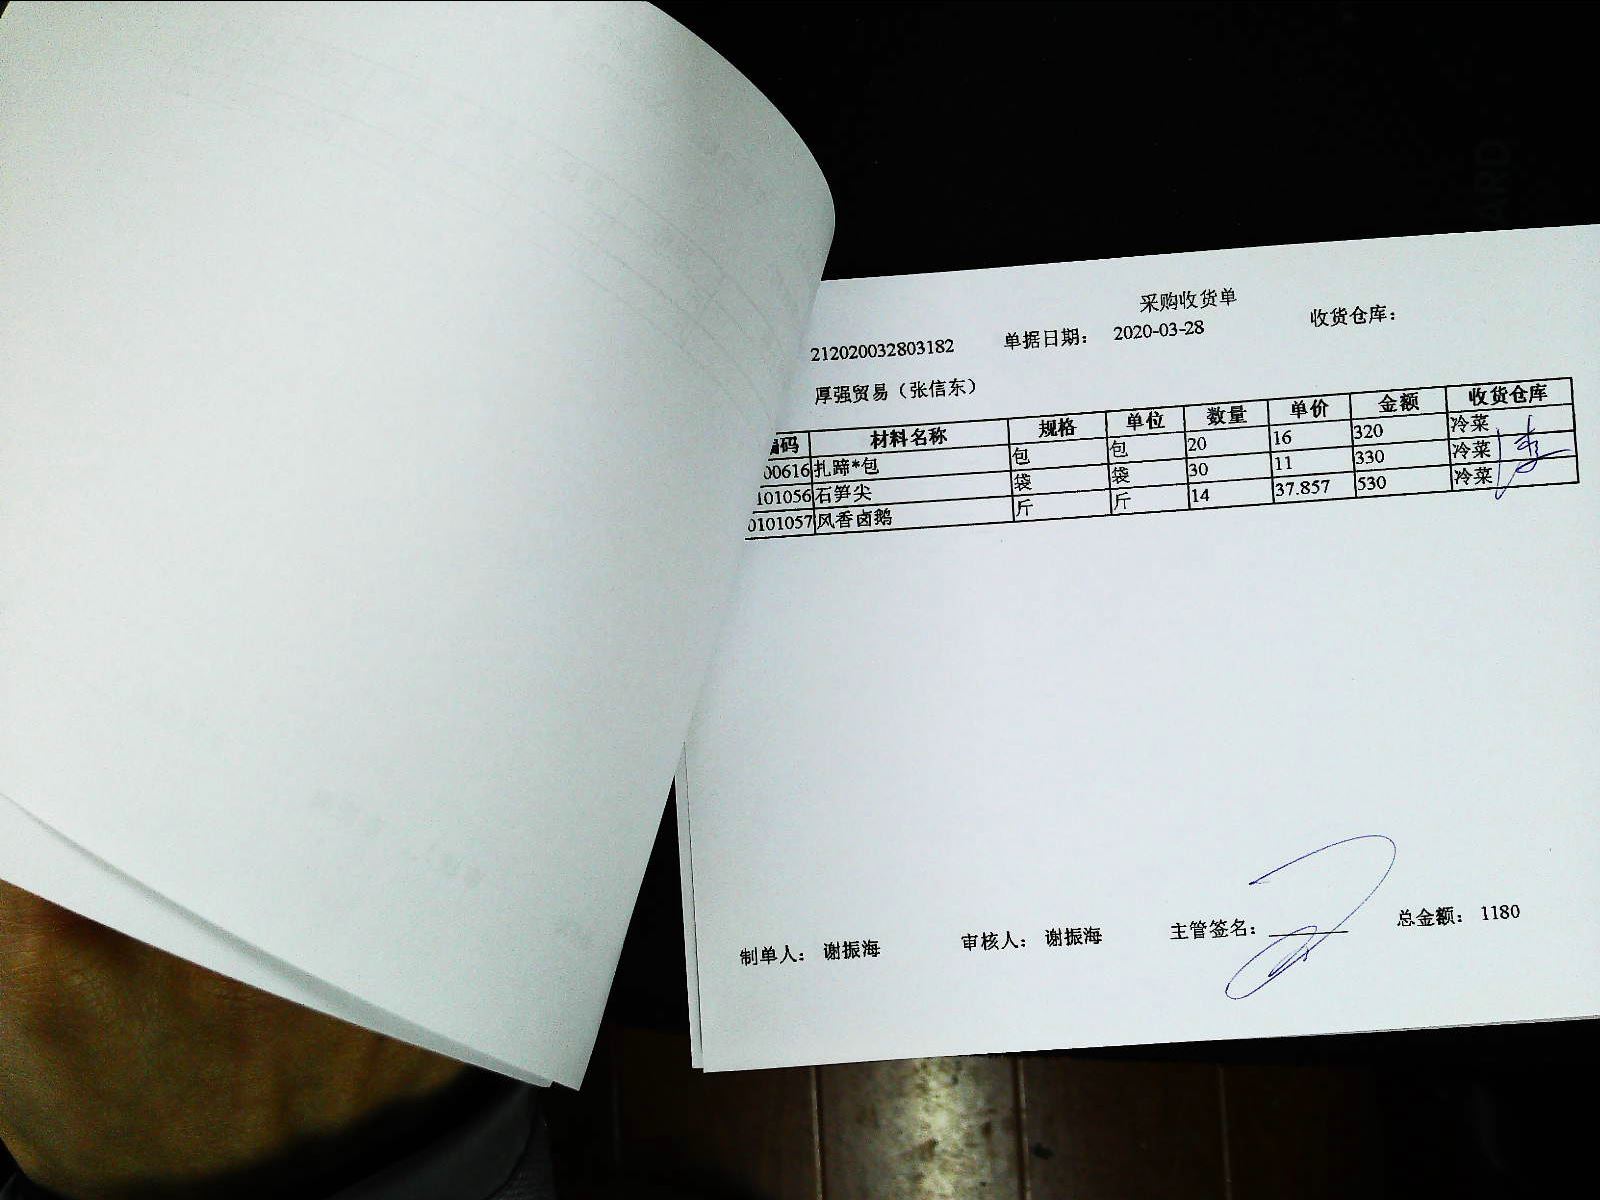 采购收货单
212020032803182 单据日期： 2020-03-28 收货仓库：
厚强贸易（张信东）
编码 材料名称 规格 单位 数量 单价 金额 收货仓库
00616 扎蹄*包 包 包 20 16 320 冷菜
101056 石笋尖 袋 袋 30 11 330 冷菜
0101057 风香卤鹅 斤 斤 14 37.857 530 冷菜
制单人： 谢振海 审核人： 谢振海 主管签名： 总金额： 1180